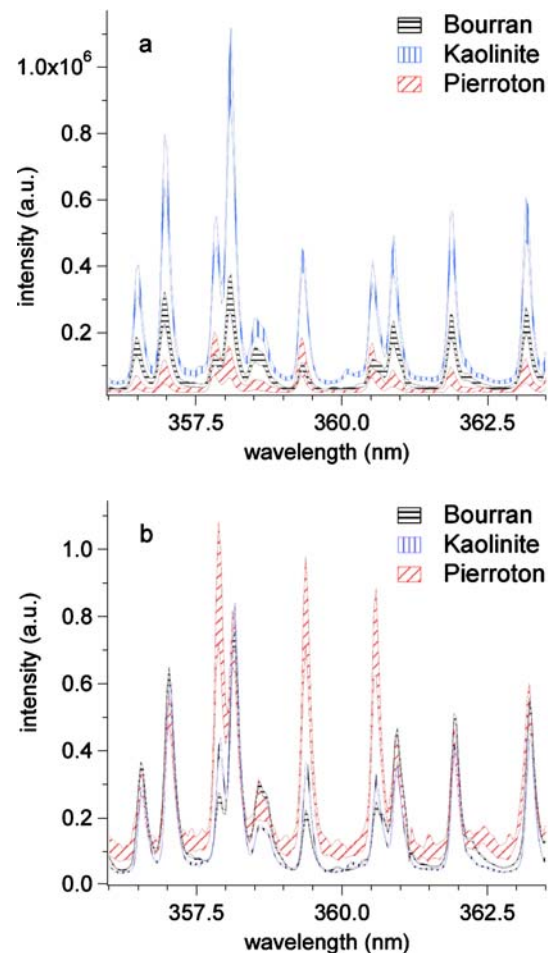 a
Bourran
Kaolinite
Pierroton
1.0x10⁶
0.8
0.6
0.4
0.2
intensity (a.u.)
357.5 360.0 362.5
wavelength (nm)
b
Bourran
Kaolinite
Pierroton
1.0
0.8
0.6
0.4
0.2
0.0
intensity (a.u.)
357.5 360.0 362.5
wavelength (nm)